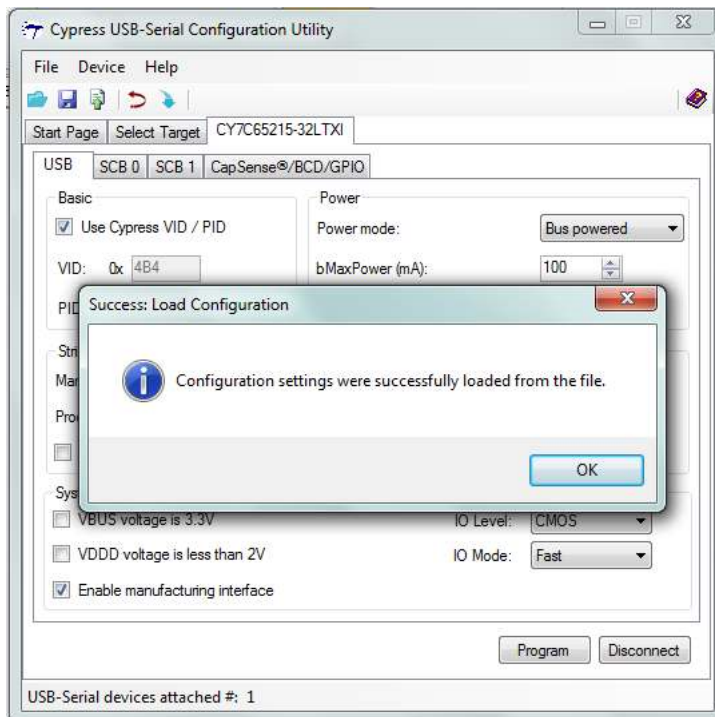 Cypress USB-Serial Configuration Utility
File Device Help
Start Page Select Target CY7C65215-32LTXI
USB SCB 0 SCB 1 CapSense®/BCD/GPIO
Basic
Power
Use Cypress VID / PID
Power mode: Bus powered
VID: 0x 4B4
bMaxPower (mA): 100
Success: Load Configuration
Configuration settings were successfully loaded from the file.
OK
VBUS voltage is 3.3V
IO Level: CMOS
VDDD voltage is less than 2V
IO Mode: Fast
Enable manufacturing interface
Program Disconnect
USB-Serial devices attached #: 1